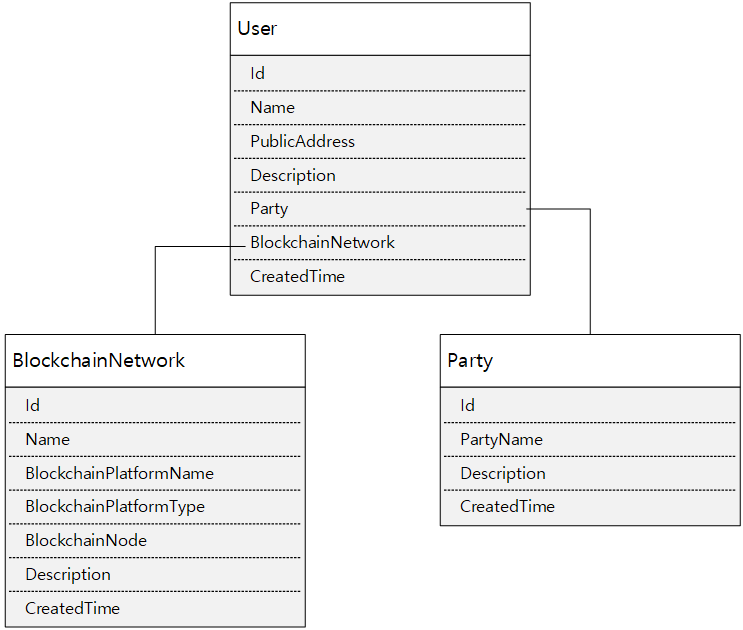 User
Id
Name
PublicAddress
Description
Party
BlockchainNetwork
CreatedTime
BlockchainNetwork
Id
Name
BlockchainPlatformName
BlockchainPlatformType
BlockchainNode
Description
CreatedTime
Party
Id
PartyName
Description
CreatedTime